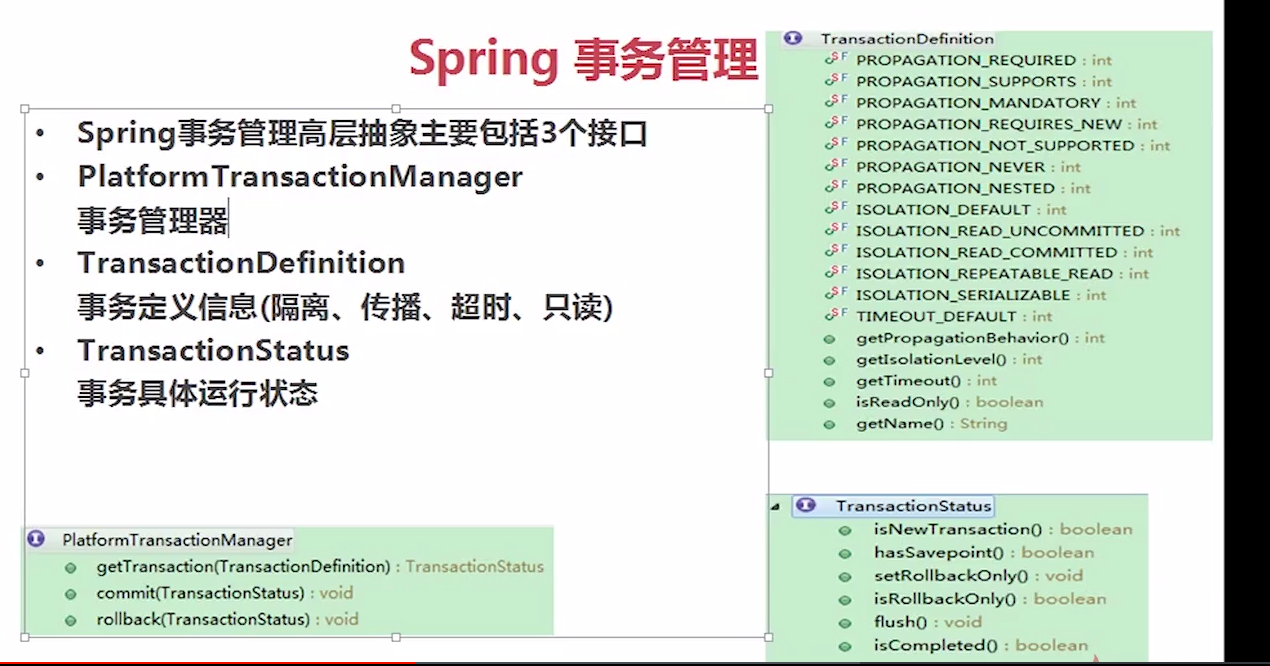 Spring 事务管理
• Spring事务管理高层抽象主要包括3个接口
• PlatformTransactionManager
事务管理器
• TransactionDefinition
事务定义信息(隔离、传播、超时、只读)
• TransactionStatus
事务具体运行状态
PlatformTransactionManager
getTransaction(TransactionDefinition) : TransactionStatus
commit(TransactionStatus) : void
rollback(TransactionStatus) : void
TransactionDefinition
PROPAGATION_REQUIRED : int
PROPAGATION_SUPPORTS : int
PROPAGATION_MANDATORY : int
PROPAGATION_REQUIRES_NEW : int
PROPAGATION_NOT_SUPPORTED : int
PROPAGATION_NEVER : int
PROPAGATION_NESTED : int
ISOLATION_DEFAULT : int
ISOLATION_READ_UNCOMMITTED : int
ISOLATION_READ_COMMITTED : int
ISOLATION_REPEATABLE_READ : int
ISOLATION_SERIALIZABLE : int
TIMEOUT_DEFAULT : int
getPropagationBehavior() : int
getIsolationLevel() : int
getTimeout() : int
isReadOnly() : boolean
getName() : String
TransactionStatus
isNewTransaction() : boolean
hasSavepoint() : boolean
setRollbackOnly() : void
isRollbackOnly() : boolean
flush() : void
isCompleted() : boolean